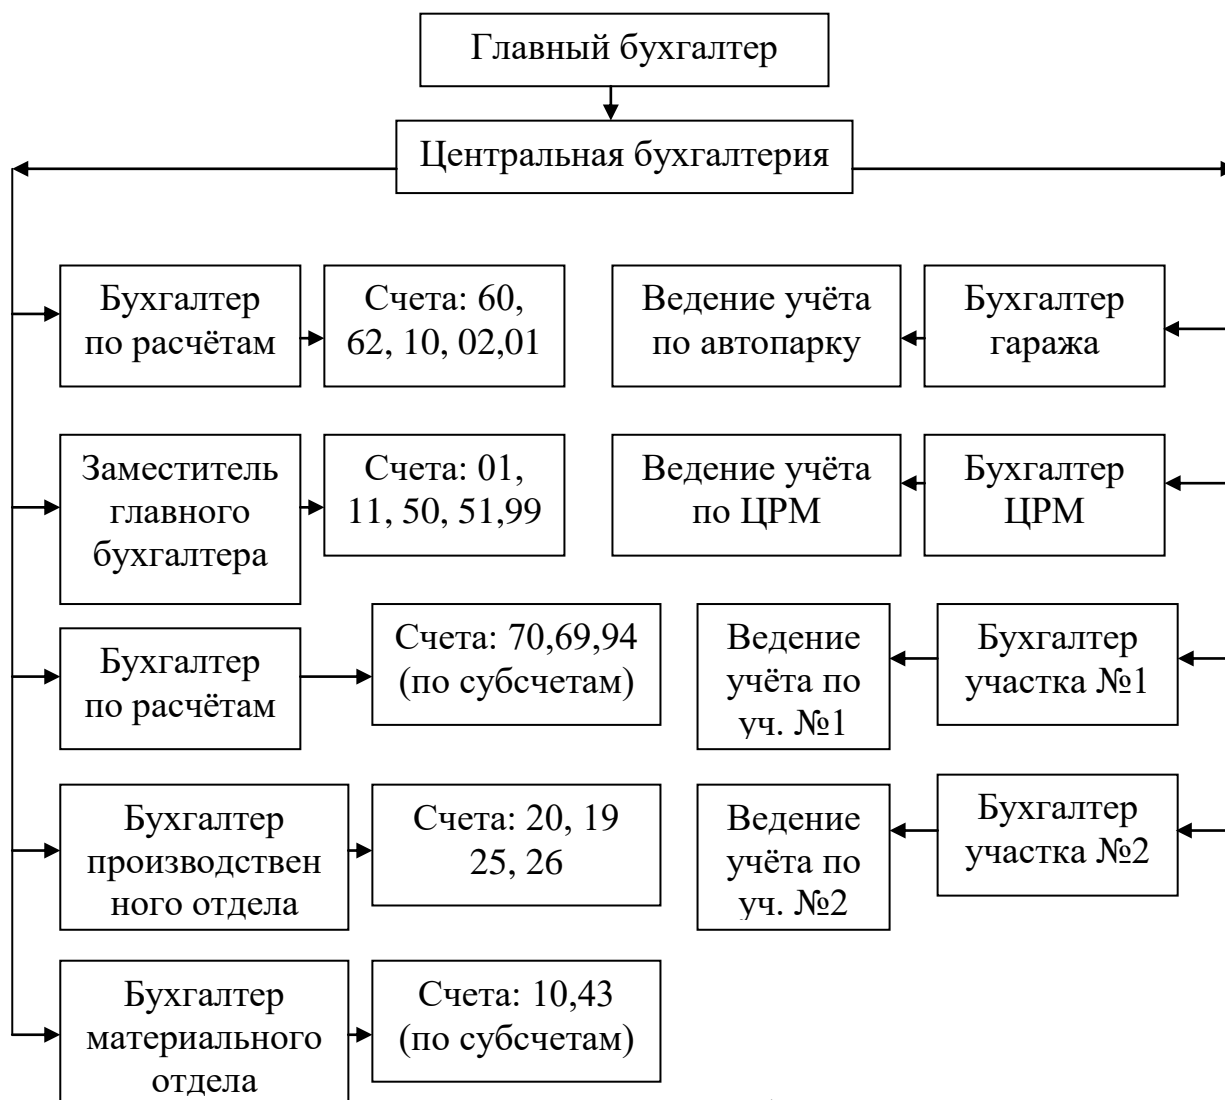 Главный бухгалтер
Центральная бухгалтерия
Бухгалтер
по расчётам
Счета: 60,
62, 10, 02,01
Ведение учёта
по автопарку
Бухгалтер
гаража
Заместитель
главного
бухгалтера
Счета: 01,
11, 50, 51,99
Ведение учёта
по ЦРМ
Бухгалтер
ЦРМ
Бухгалтер
по расчётам
Счета: 70,69,94
(по субсчетам)
Ведение
учёта по
уч. №1
Бухгалтер
участка №1
Бухгалтер
производствен
ного отдела
Счета: 20, 19
25, 26
Ведение
учёта по
уч. №2
Бухгалтер
участка №2
Бухгалтер
материального
отдела
Счета: 10,43
(по субсчетам)